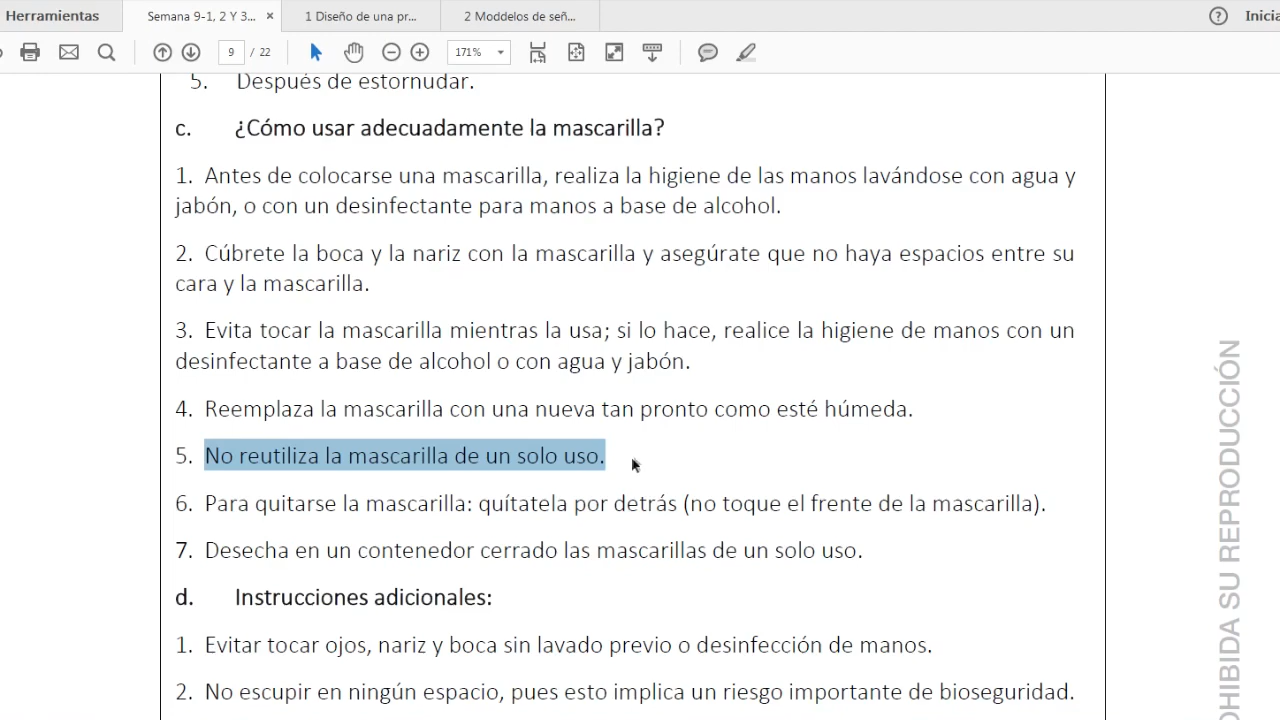 Herramientas
Semana 9-1, 2 Y 3...
1 Diseño de una pr...
2 Moddelos de señ...
9 / 22
171%
5. Después de estornudar.
c. ¿Cómo usar adecuadamente la mascarilla?
1. Antes de colocarse una mascarilla, realiza la higiene de las manos lavándose con agua y
jabón, o con un desinfectante para manos a base de alcohol.
2. Cúbrete la boca y la nariz con la mascarilla y asegúrate que no haya espacios entre su
cara y la mascarilla.
3. Evita tocar la mascarilla mientras la usa; si lo hace, realice la higiene de manos con un
desinfectante a base de alcohol o con agua y jabón.
4. Reemplaza la mascarilla con una nueva tan pronto como esté húmeda.
5. No reutiliza la mascarilla de un solo uso.
6. Para quitarse la mascarilla: quítatela por detrás (no toque el frente de la mascarilla).
7. Desecha en un contenedor cerrado las mascarillas de un solo uso.
d. Instrucciones adicionales:
1. Evitar tocar ojos, nariz y boca sin lavado previo o desinfección de manos.
2. No escupir en ningún espacio, pues esto implica un riesgo importante de bioseguridad.
OHIBIDA SU REPRODUCCIÓN